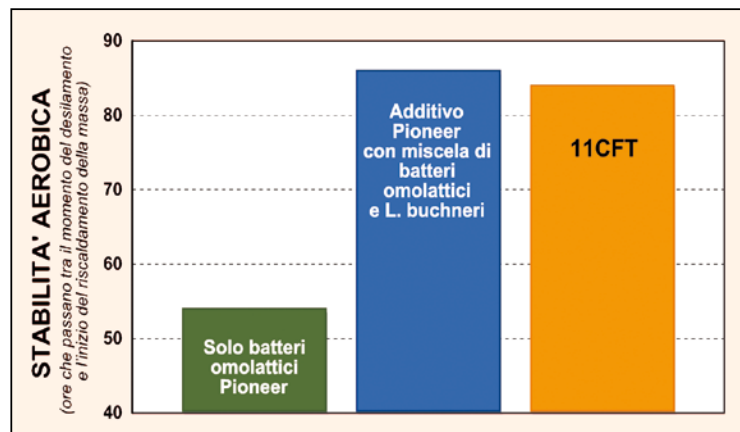 STABILITA' AEROBICA
(ore che passano tra il momento del desilamento
e l'inizio del riscaldamento della massa)
90
80
70
60
50
40
Solo batteri
omolattici
Pioneer
Additivo
Pioneer
con miscela di
batteri
omolattici
e L. buchneri
11CFT